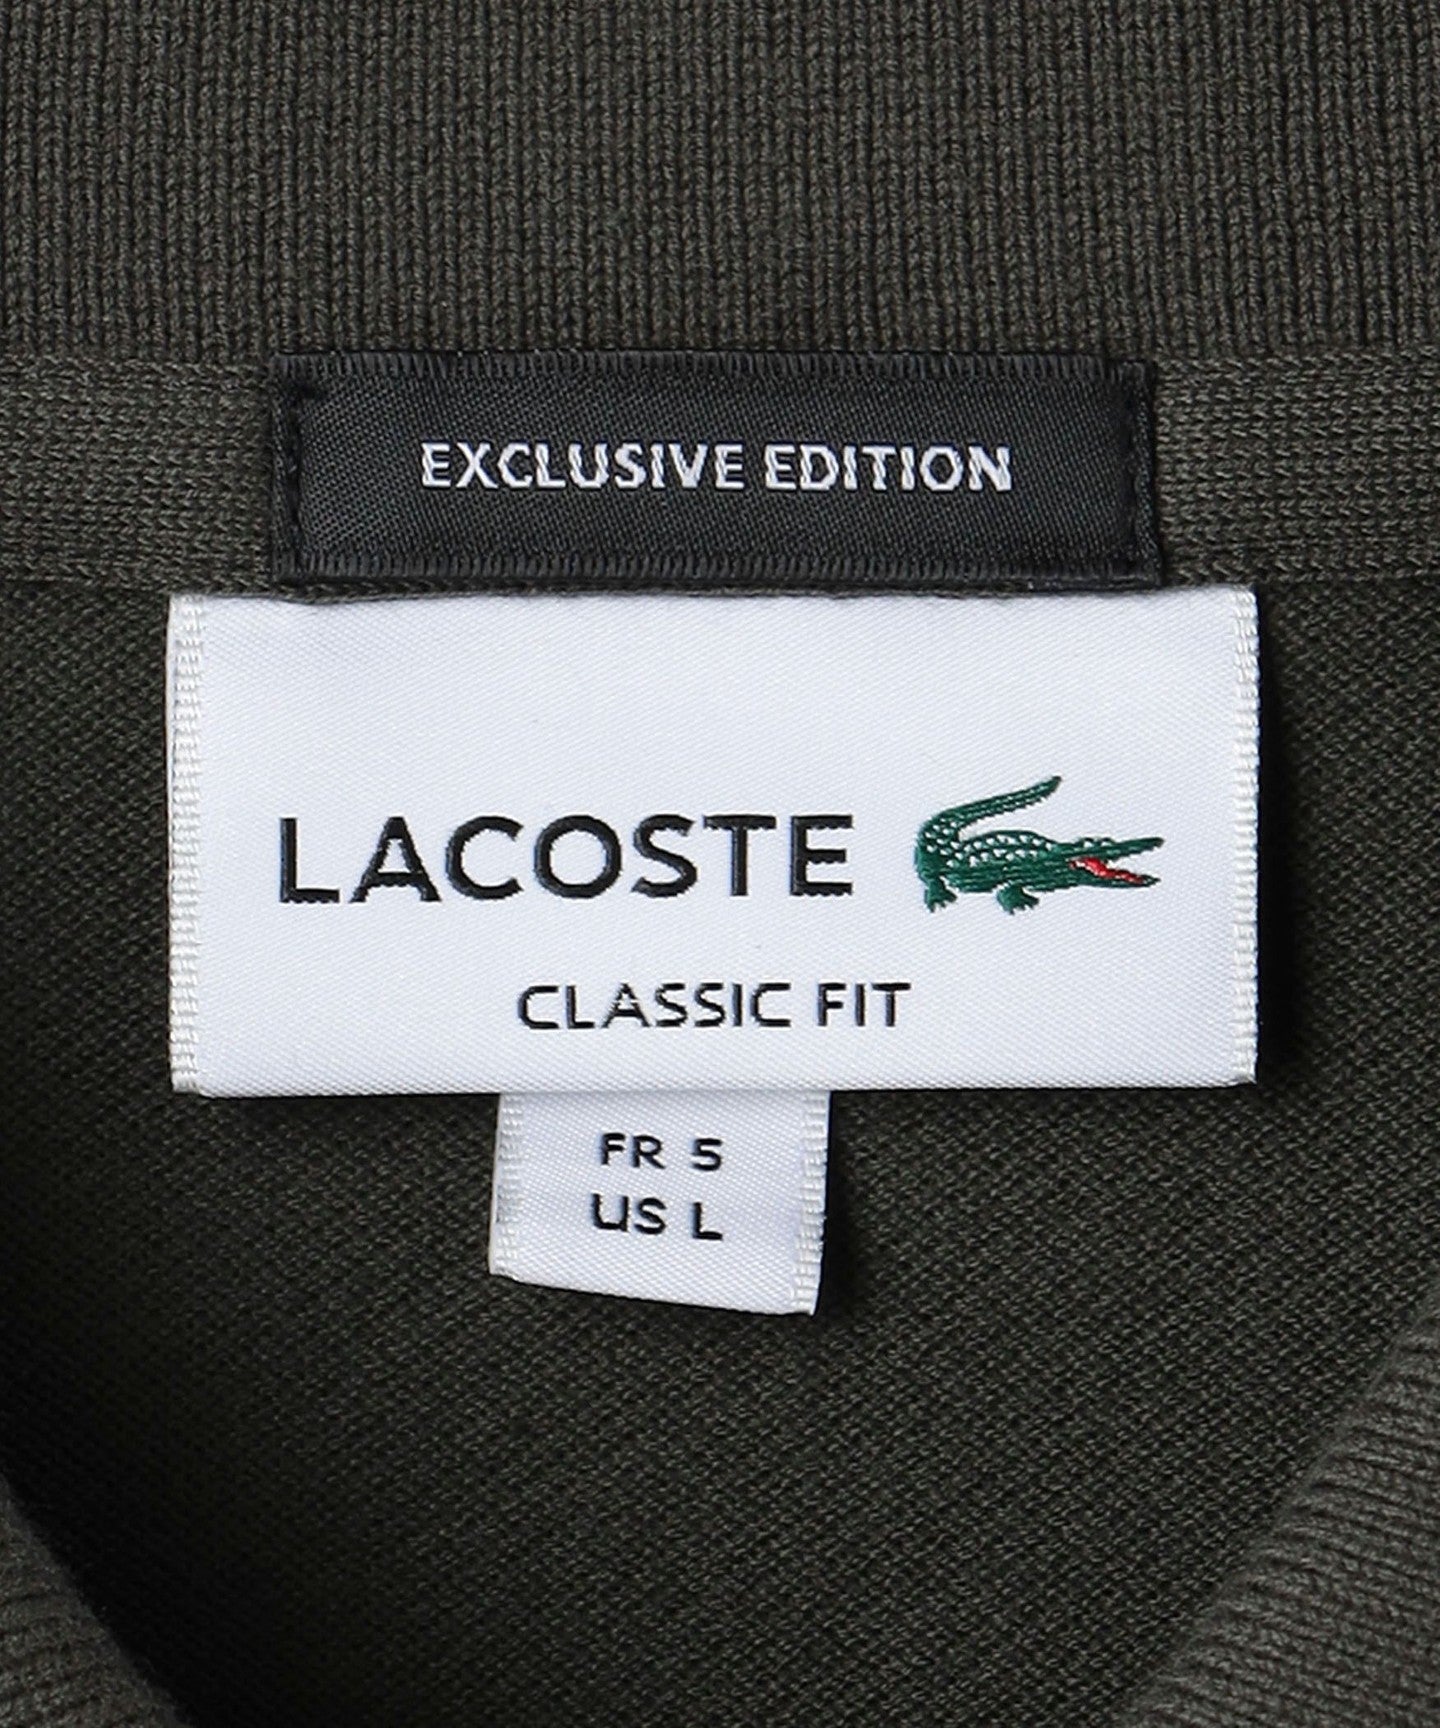 EXCLUSIVE EDITION
LACOSTE
CLASSIC FIT
FR 5
US L